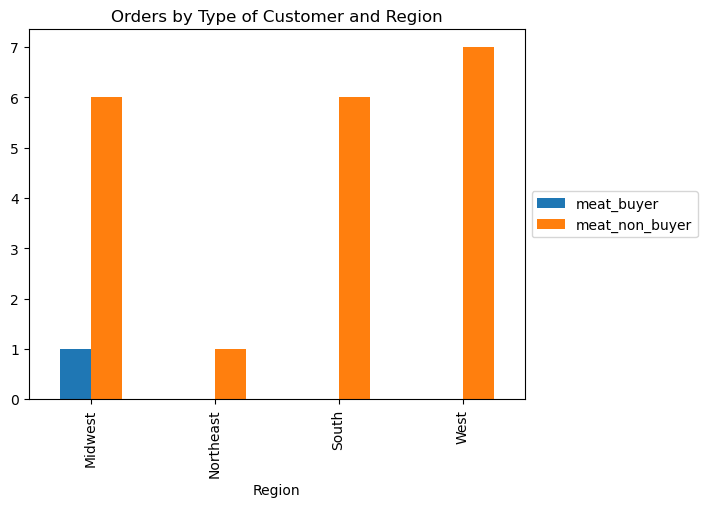 Orders by Type of Customer and Region
7
6
5
4
3
2
1
0
meat_buyer
meat_non_buyer
Midwest
Northeast
South
West
Region